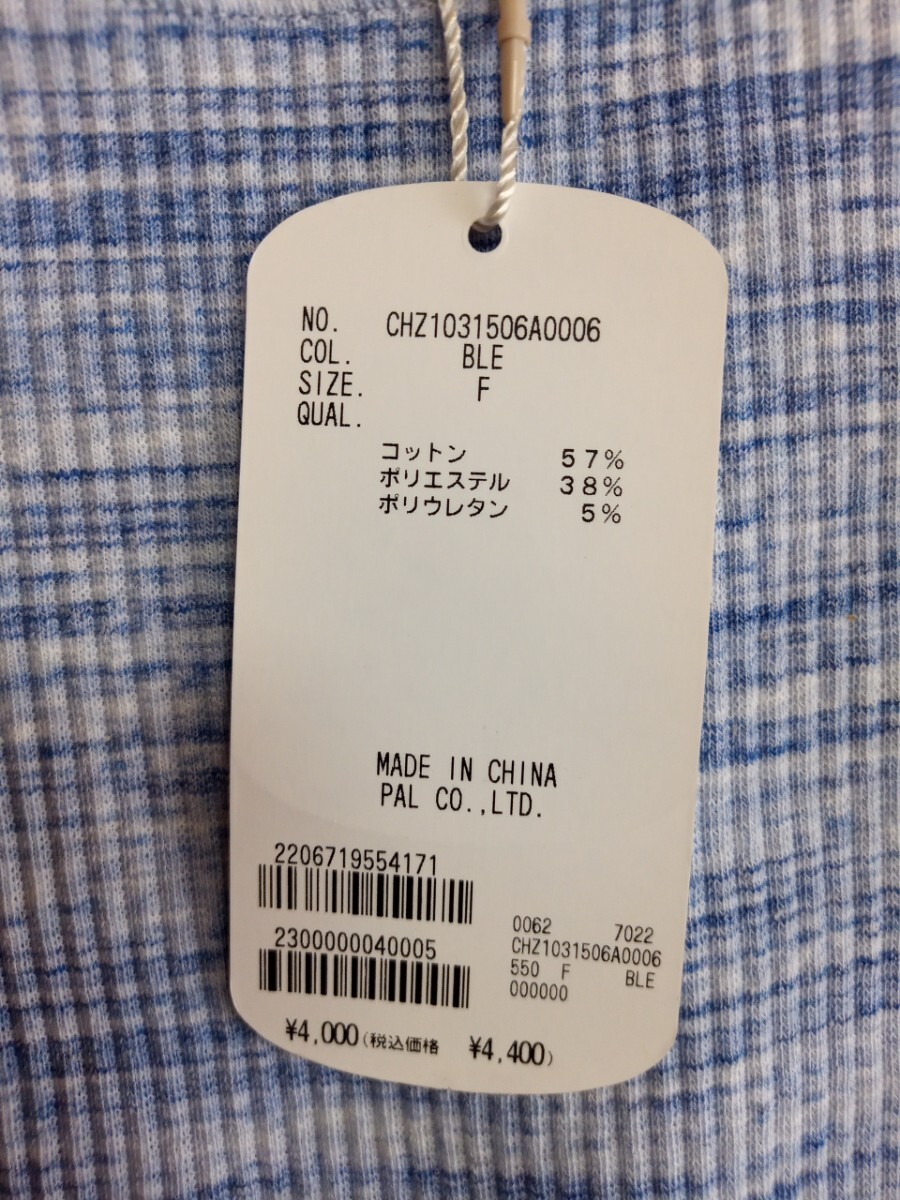 NO. CHZ1031506A0006
COL. BLE
SIZE. F
QUAL.
コットン 57%
ポリエステル 38%
ポリウレタン 5%
MADE IN CHINA
PAL CO.,LTD.
2206719554171
2300000040005
0062 7022
CHZ1031506A0006
550 F BLE
000000
¥4,000(税込価格 ¥4,400)